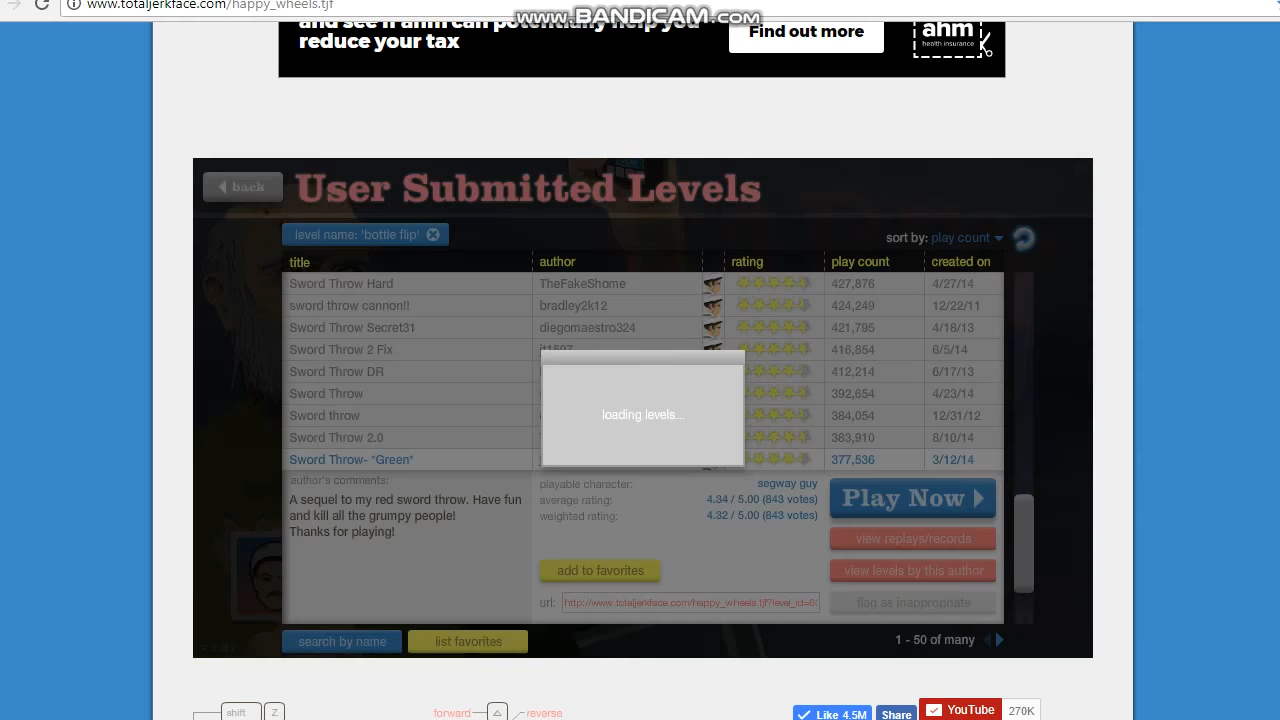 www.totaljerkface.com/happy_wheels.tjf
www.BANDICAM.com
reduce your tax
Find out more
ahm
health insurance
back
User Submitted Levels
level name: 'bottle flip'
sort by: play count
title author rating play count created on
Sword Throw Hard TheFakeShome 427,876 4/27/14
sword throw cannon!! bradley2k12 424,249 12/22/11
Sword Throw Secret31 diegomaestro324 421,795 4/18/13
Sword Throw 2 Fix 416,854 6/5/14
Sword Throw DR 412,214 6/17/13
Sword Throw 392,654 4/23/14
Sword throw 384,054 12/31/12
Sword Throw 2.0 383,910 8/10/14
Sword Throw- *Green* 377,536 3/12/14
loading levels...
author's comments:
A sequel to my red sword throw. Have fun
and kill all the grumpy people!
Thanks for playing!
playable character: segway guy
average rating: 4.34 / 5.00 (843 votes)
weighted rating: 4.32 / 5.00 (843 votes)
Play Now
view replays/records
add to favorites
view levels by this author
url: http://www.totaljerkface.com/happy_wheels.tjf?level_id=6
flag as inappropriate
search by name
list favorites
1 - 50 of many
shift
Z
forward
reverse
Like 4.5M
Share
YouTube
270K